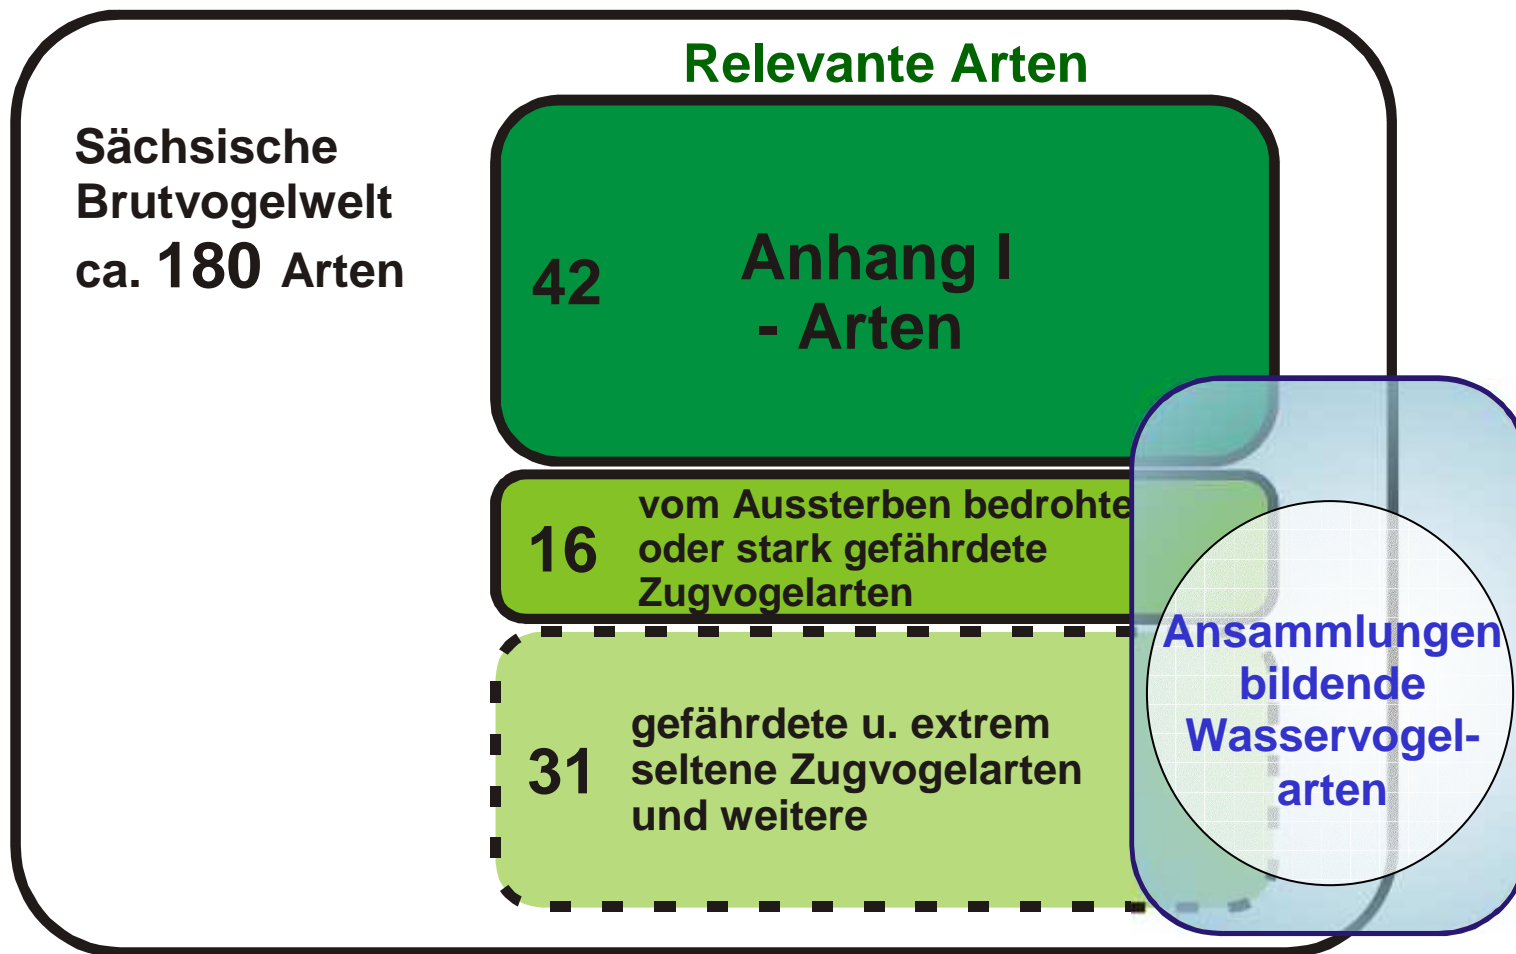 Relevante Arten
Sächsische
Brutvogelwelt
ca. 180 Arten
42
Anhang I
- Arten
16
vom Aussterben bedrohte
oder stark gefährdete
Zugvogelarten
31
gefährdete u. extrem
seltene Zugvogelarten
und weitere
Ansammlungen
bildende
Wasservogel-
arten